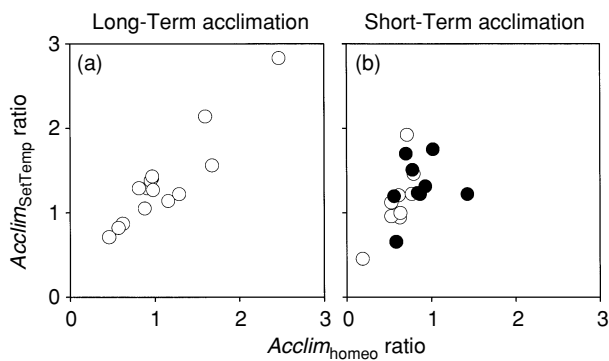 Long-Term acclimation
Short-Term acclimation
(a)
(b)
3
2
1
0
Acclim_SetTemp ratio
0 1 2 3
0 1 2 3
Acclim_homeo ratio